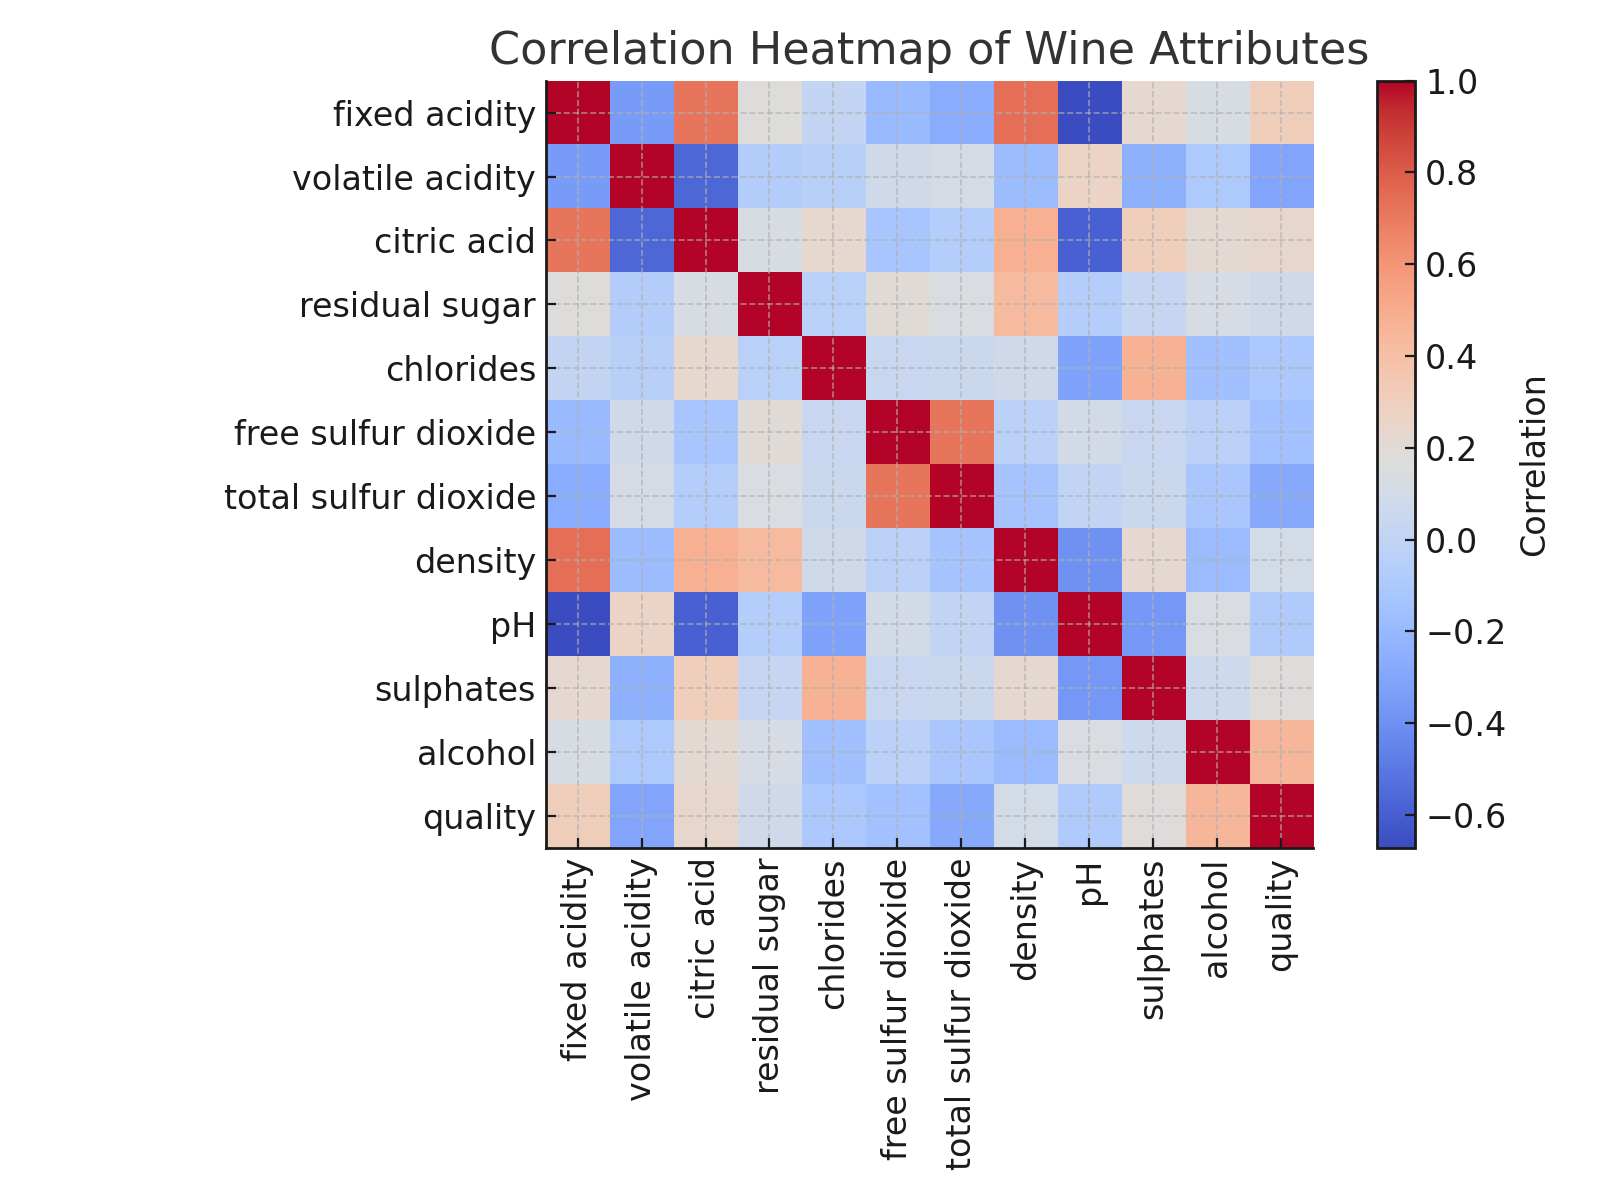 Correlation Heatmap of Wine Attributes
fixed acidity
volatile acidity
citric acid
residual sugar
chlorides
free sulfur dioxide
total sulfur dioxide
density
pH
sulphates
alcohol
quality
fixed acidity
volatile acidity
citric acid
residual sugar
chlorides
free sulfur dioxide
total sulfur dioxide
density
pH
sulphates
alcohol
quality
1.0
0.8
0.6
0.4
0.2
0.0
−0.2
−0.4
−0.6
Correlation